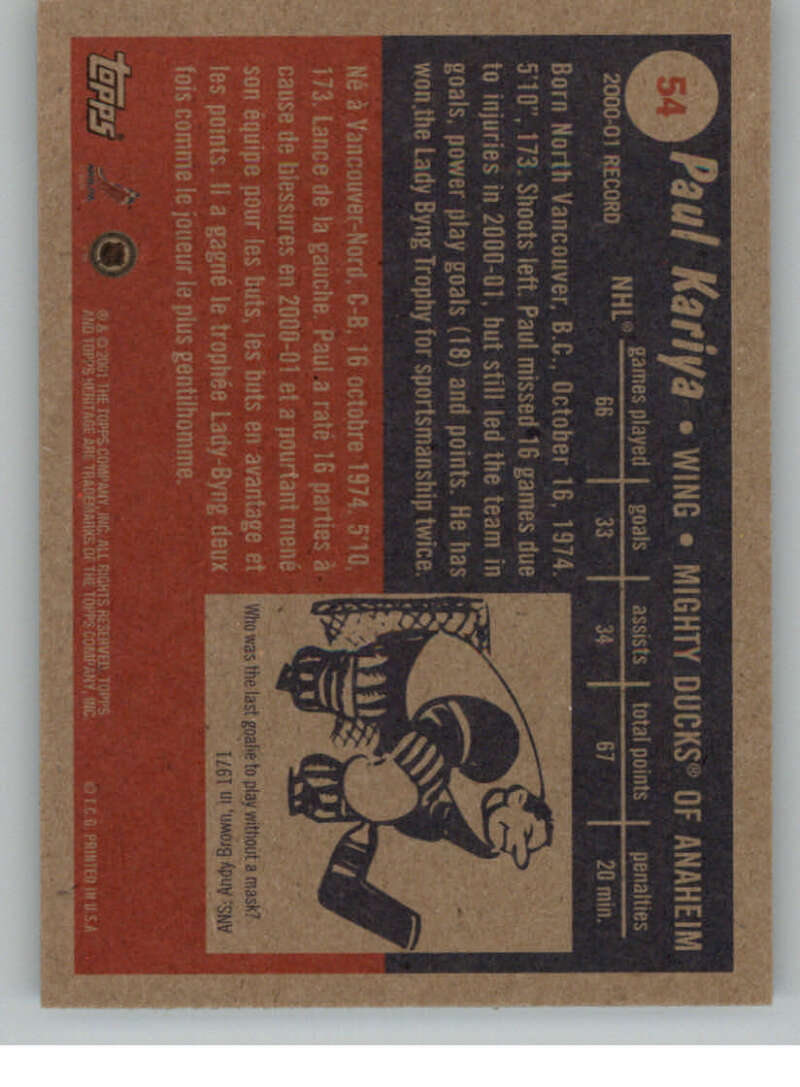 54
Paul Kariya • WING • MIGHTY DUCKS® OF ANAHEIM
2000-01 RECORD
games played goals assists total points penalties
NHL® 66 33 34 67 20 min.
Born North Vancouver, B.C., October 16, 1974.
5'10", 173. Shoots left. Paul missed 16 games due
to injuries in 2000-01, but still led the team in
goals, power play goals (18) and points. He has
won the Lady Byng Trophy for sportsmanship twice.
Né à Vancouver-Nord, C-B, 16 octobre 1974, 5'10,
173. Lance de la gauche. Paul a raté 16 parties à
cause de blessures en 2000-01 et a pourtant mené
son équipe pour les buts, les buts en avantage et
les points. Il a gagné le trophée Lady-Byng deux
fois comme le joueur le plus gentilhomme.
Who was the last goalie to play without a mask?
ANS: Andy Brown, in 1971
topps
®& © 2001 THE TOPPS COMPANY, INC. ALL RIGHTS RESERVED. TOPPS
AND TOPPS HERITAGE ARE TRADEMARKS OF THE TOPPS COMPANY, INC.
© T.C.G. PRINTED IN U.S.A.